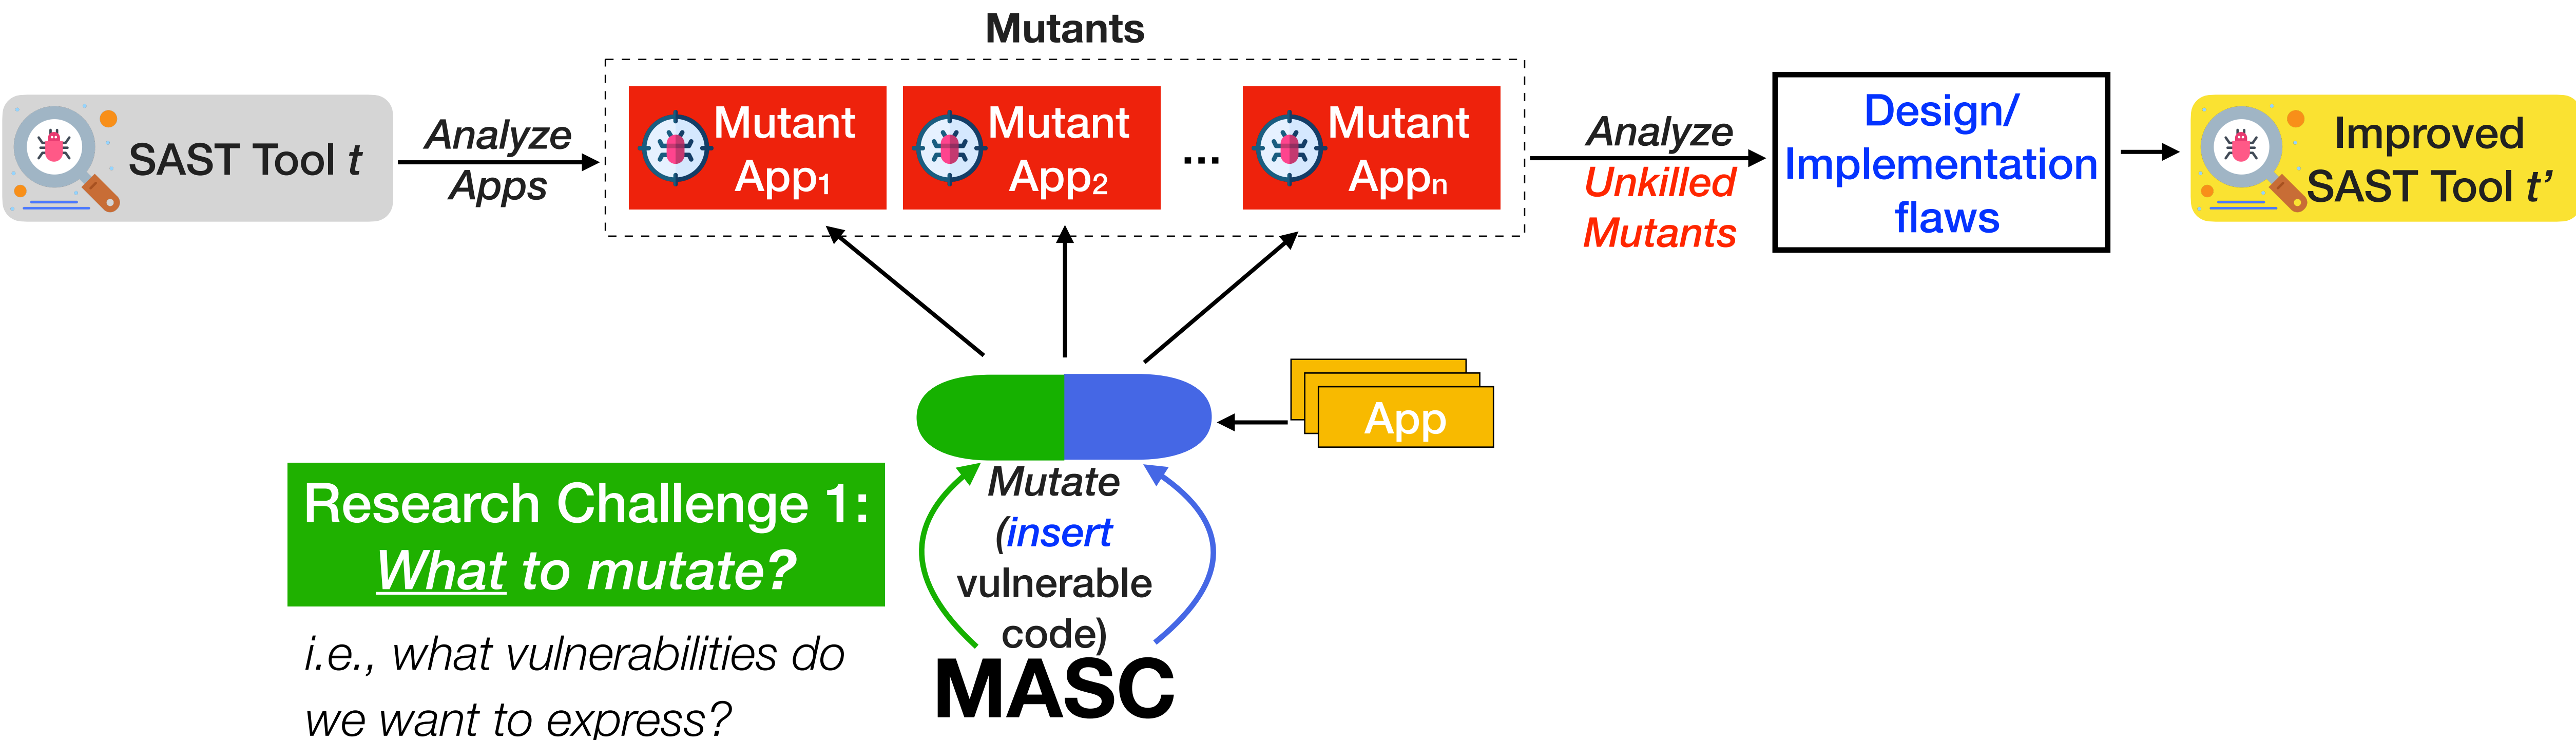 Mutants
SAST Tool t
Analyze
Apps
Mutant
App1
Mutant
App2
...
Mutant
Appn
Analyze
Unkilled
Mutants
Design/
Implementation
flaws
Improved
SAST Tool t’
App
Research Challenge 1:
What to mutate?
i.e., what vulnerabilities do
we want to express?
Mutate
(insert
vulnerable
code)
MASC